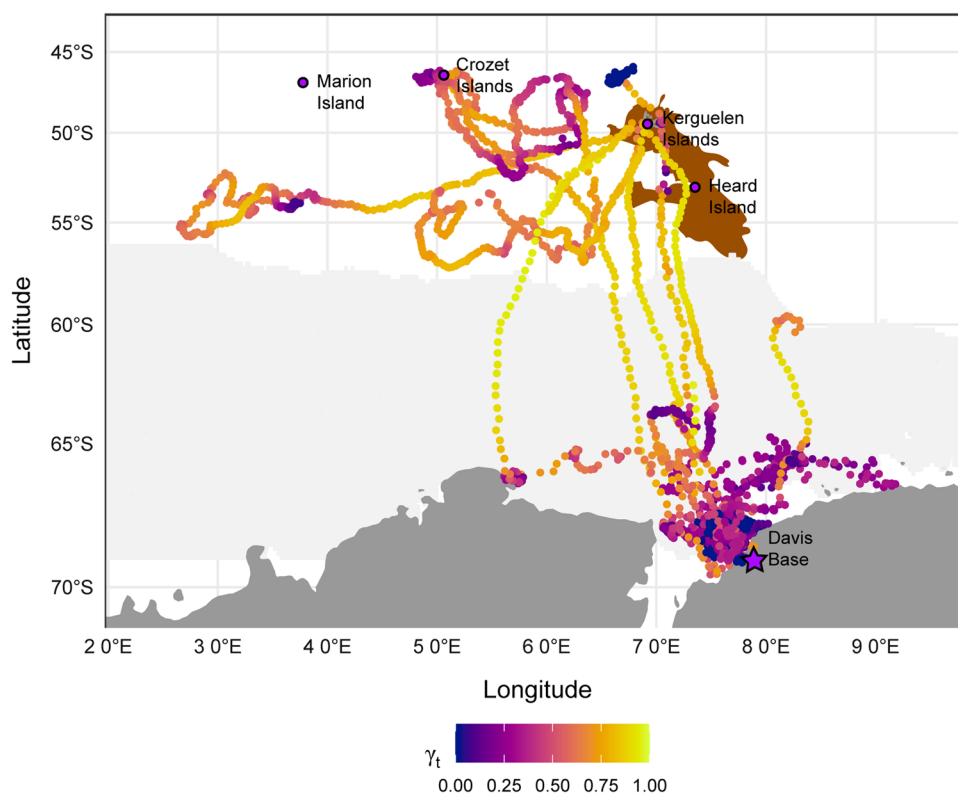 45°S
50°S
55°S
60°S
65°S
70°S
Latitude
Marion
Island
Crozet
Islands
Kerguelen
Islands
Heard
Island
Davis
Base
2 0°E
3 0°E
4 0°E
5 0°E
6 0°E
7 0°E
8 0°E
9 0°E
Longitude
γt
0.00
0.25
0.50
0.75
1.00